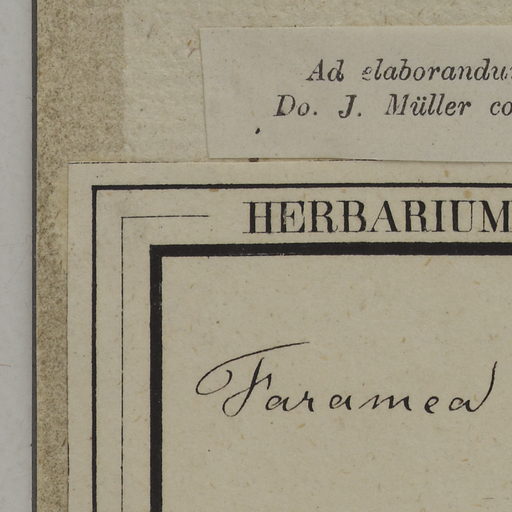 Ad elaborandu
Do. J. Müller co
HERBARIUM
Faramea